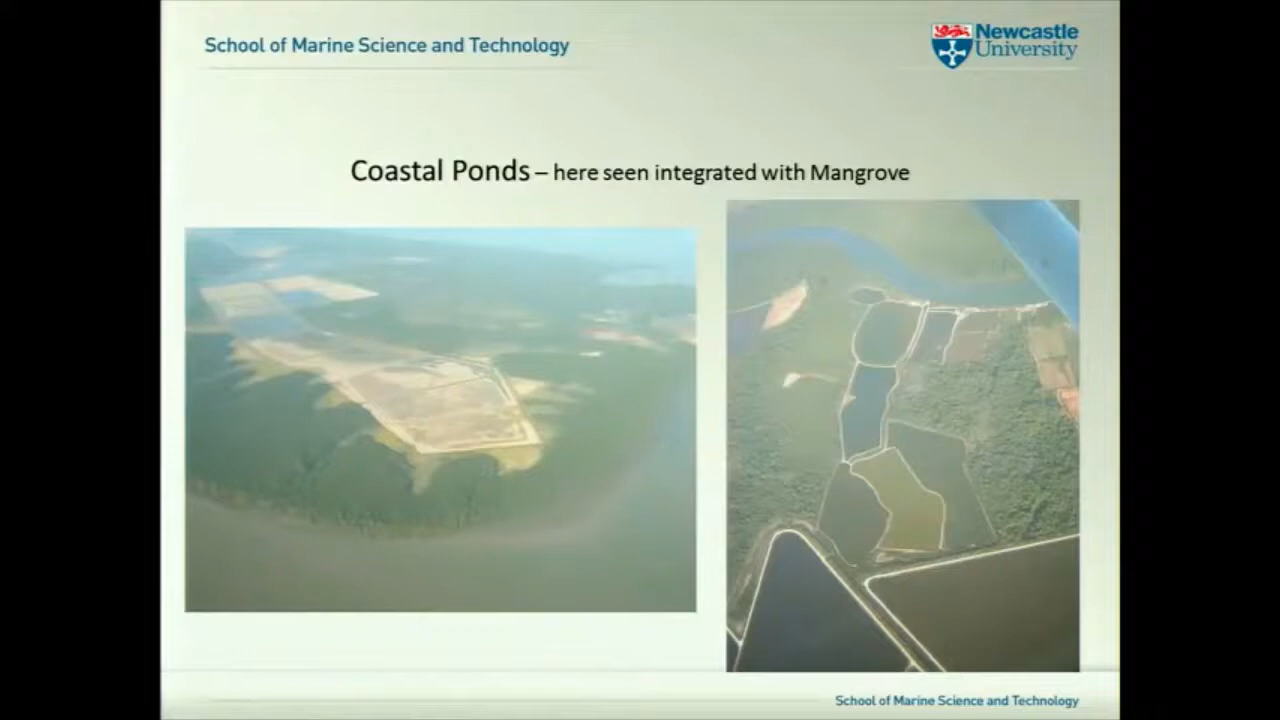 School of Marine Science and Technology
Newcastle
University
Coastal Ponds – here seen integrated with Mangrove
School of Marine Science and Technology